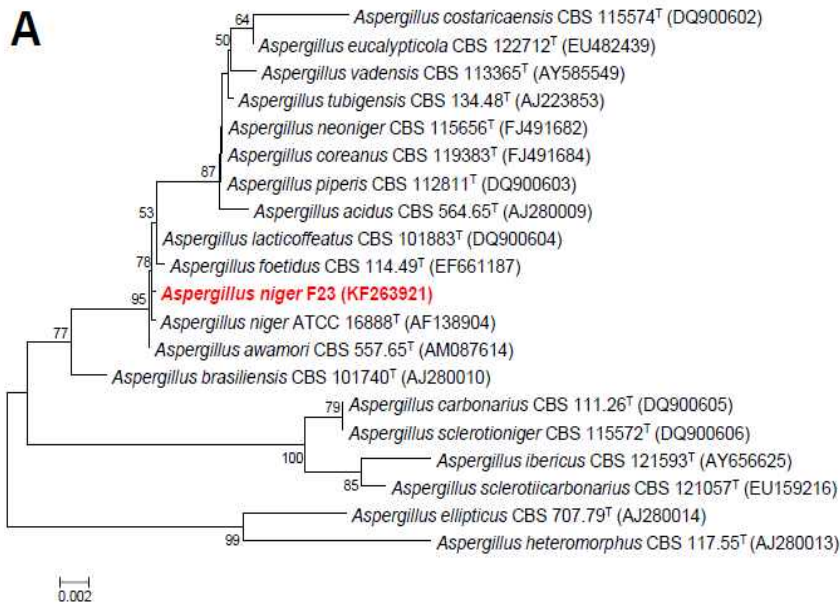 A
64
Aspergillus costaricaensis CBS 115574ᵀ (DQ900602)
50
Aspergillus eucalypticola CBS 122712ᵀ (EU482439)
Aspergillus vadensis CBS 113365ᵀ (AY585549)
Aspergillus tubigensis CBS 134.48ᵀ (AJ223853)
Aspergillus neoniger CBS 115656ᵀ (FJ491682)
Aspergillus coreanus CBS 119383ᵀ (FJ491684)
87
Aspergillus piperis CBS 112811ᵀ (DQ900603)
Aspergillus acidus CBS 564.65ᵀ (AJ280009)
53
Aspergillus lacticoffeatus CBS 101883ᵀ (DQ900604)
78
Aspergillus foetidus CBS 114.49ᵀ (EF661187)
Aspergillus niger F23 (KF263921)
95
Aspergillus niger ATCC 16888ᵀ (AF138904)
77
Aspergillus awamori CBS 557.65ᵀ (AM087614)
Aspergillus brasiliensis CBS 101740ᵀ (AJ280010)
79
Aspergillus carbonarius CBS 111.26ᵀ (DQ900605)
Aspergillus sclerotioniger CBS 115572ᵀ (DQ900606)
100
Aspergillus ibericus CBS 121593ᵀ (AY656625)
85
Aspergillus sclerotiicarbonarius CBS 121057ᵀ (EU159216)
Aspergillus ellipticus CBS 707.79ᵀ (AJ280014)
99
Aspergillus heteromorphus CBS 117.55ᵀ (AJ280013)
0.002